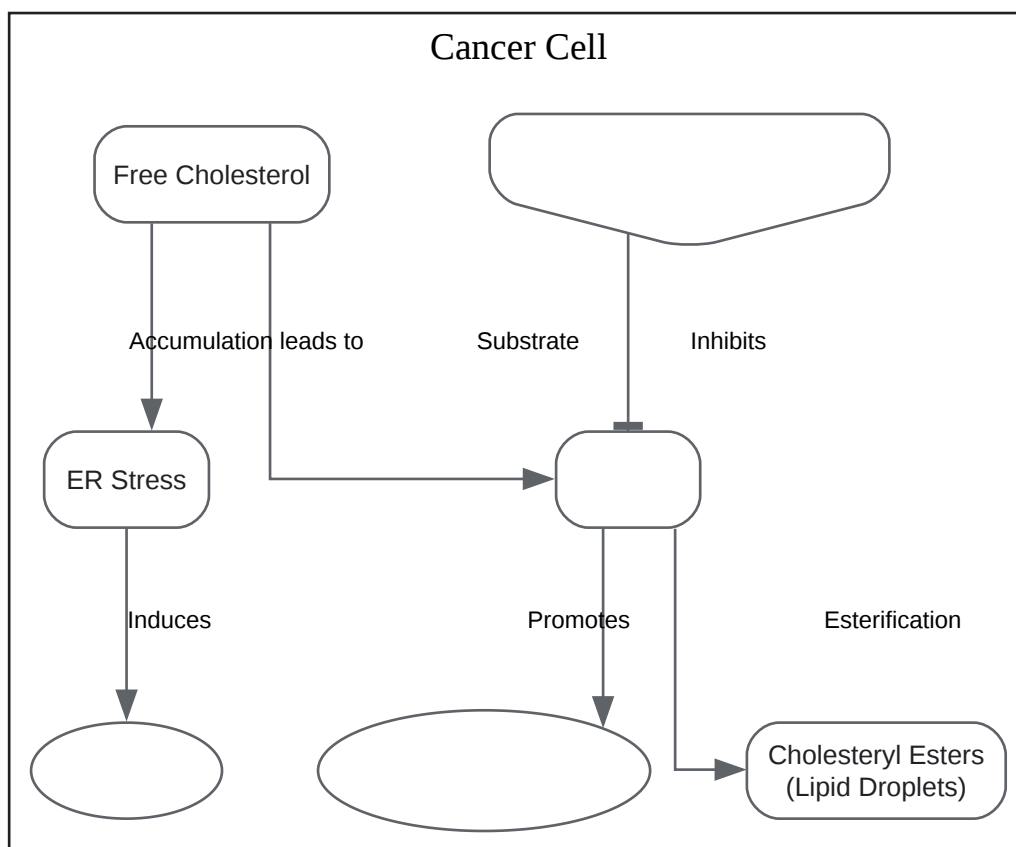 Cancer Cell
Free Cholesterol
Accumulation leads to
Substrate
Inhibits
ER Stress
Induces
Promotes
Esterification
Cholesteryl Esters
(Lipid Droplets)